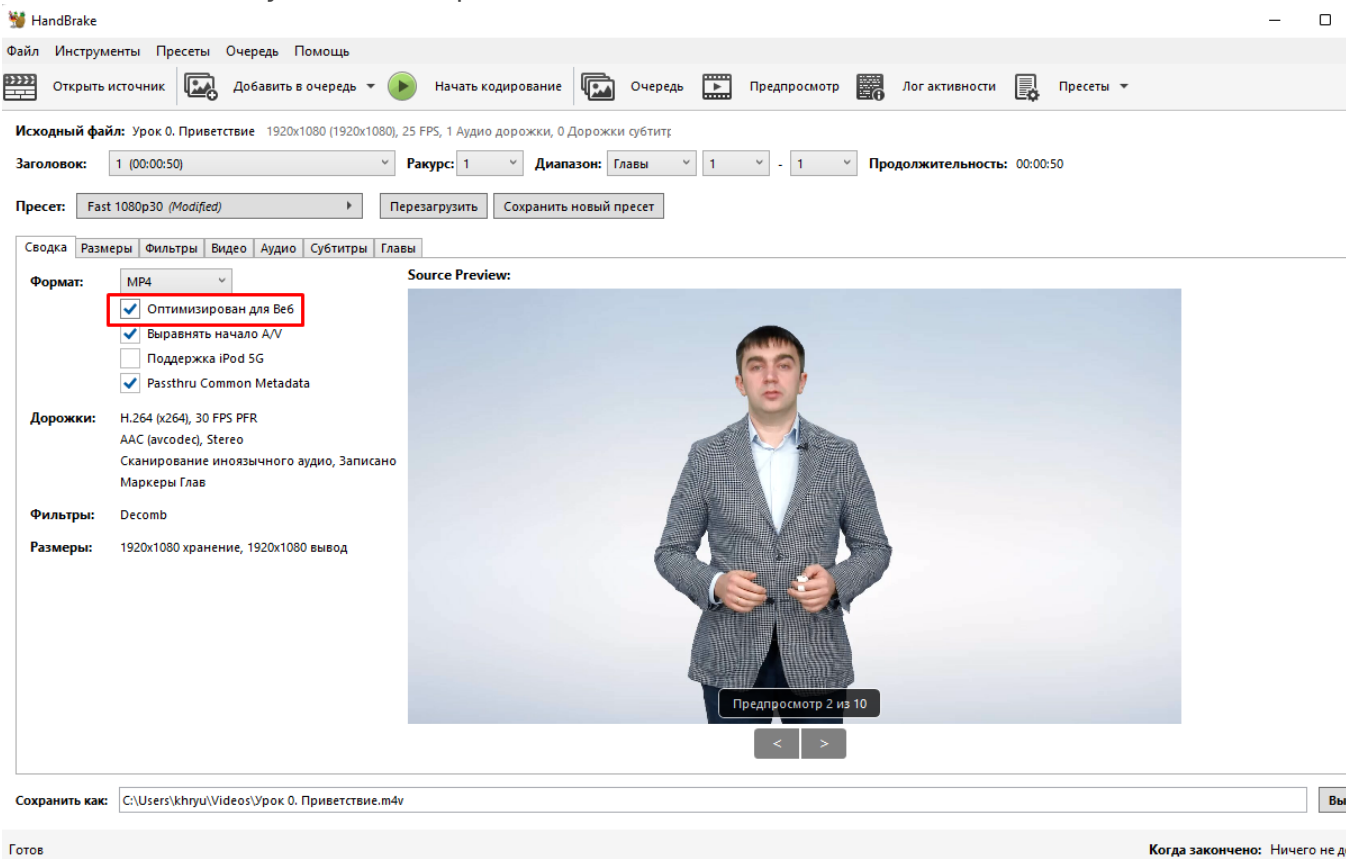 HandBrake
Файл Инструменты Пресеты Очередь Помощь
Открыть источник Добавить в очередь Начать кодирование Очередь Предпросмотр Лог активности Пресеты
Исходный файл: Урок 0. Приветствие 1920x1080 (1920x1080), 25 FPS, 1 Аудио дорожки, 0 Дорожки субтитр
Заголовок: 1 (00:00:50) Ракурс: 1 Диапазон: Главы 1 - 1 Продолжительность: 00:00:50
Пресет: Fast 1080p30 (Modified) Перезагрузить Сохранить новый пресет
Сводка Размеры Фильтры Видео Аудио Субтитры Главы
Формат: MP4 Source Preview:
Оптимизирован для Веб
Выравнять начало A/V
Поддержка iPod 5G
Passthru Common Metadata
Дорожки: H.264 (x264), 30 FPS PFR
AAC (avcodec), Stereo
Сканирование иноязычного аудио, Записано
Маркеры Глав
Фильтры: Decomb
Размеры: 1920x1080 хранение, 1920x1080 вывод
Предпросмотр 2 из 10
< >
Сохранить как: C:\Users\khryu\Videos\Урок 0. Приветствие.m4v Вы
Готов Когда закончено: Ничего не д